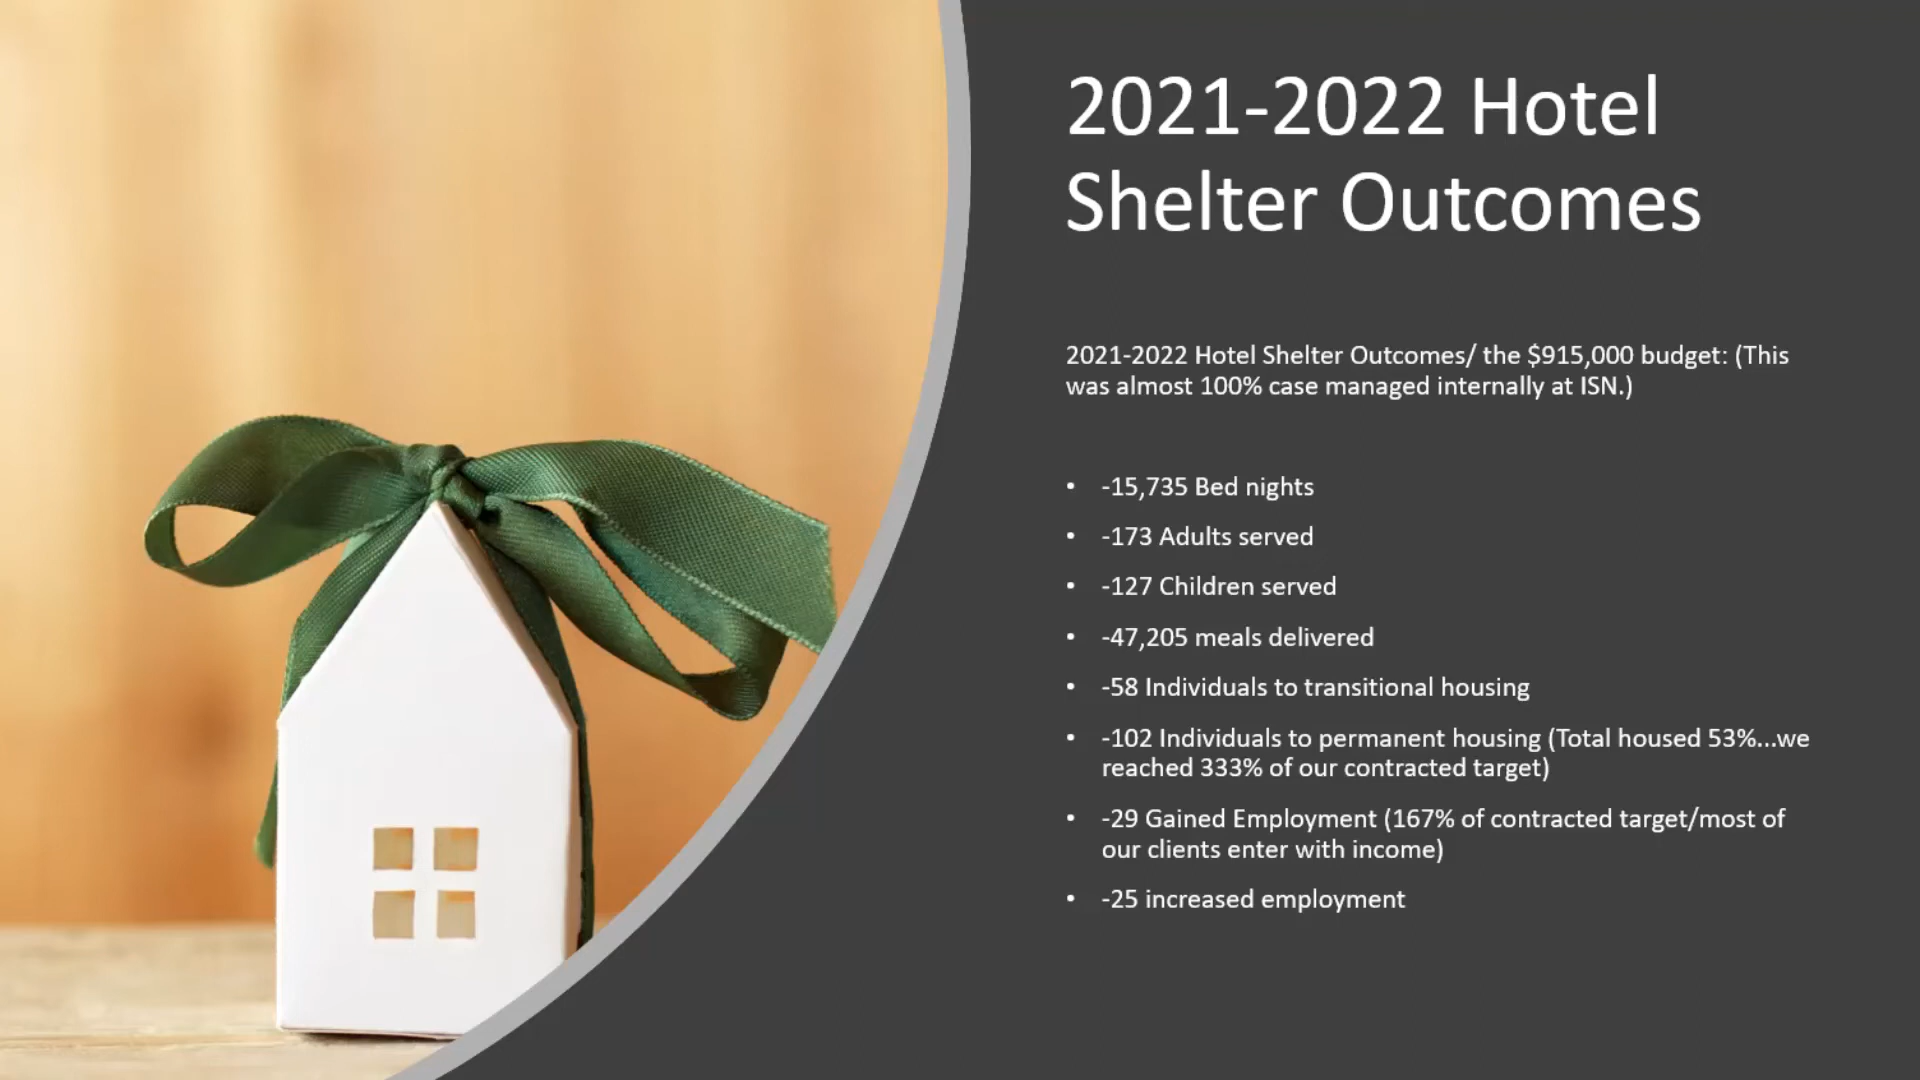 2021-2022 Hotel
Shelter Outcomes
2021-2022 Hotel Shelter Outcomes/ the $915,000 budget: (This
was almost 100% case managed internally at ISN.)
• -15,735 Bed nights
• -173 Adults served
• -127 Children served
• -47,205 meals delivered
• -58 Individuals to transitional housing
• -102 Individuals to permanent housing (Total housed 53%...we
reached 333% of our contracted target)
• -29 Gained Employment (167% of contracted target/most of
our clients enter with income)
• -25 increased employment